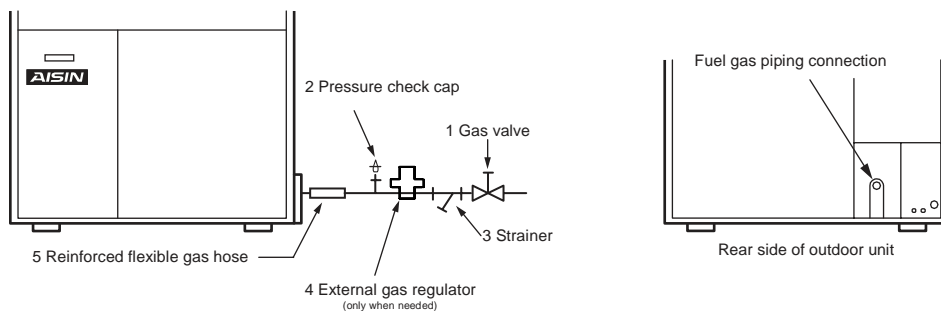 AISIN
2 Pressure check cap
1 Gas valve
3 Strainer
5 Reinforced flexible gas hose
4 External gas regulator
(only when needed)
Fuel gas piping connection
Rear side of outdoor unit